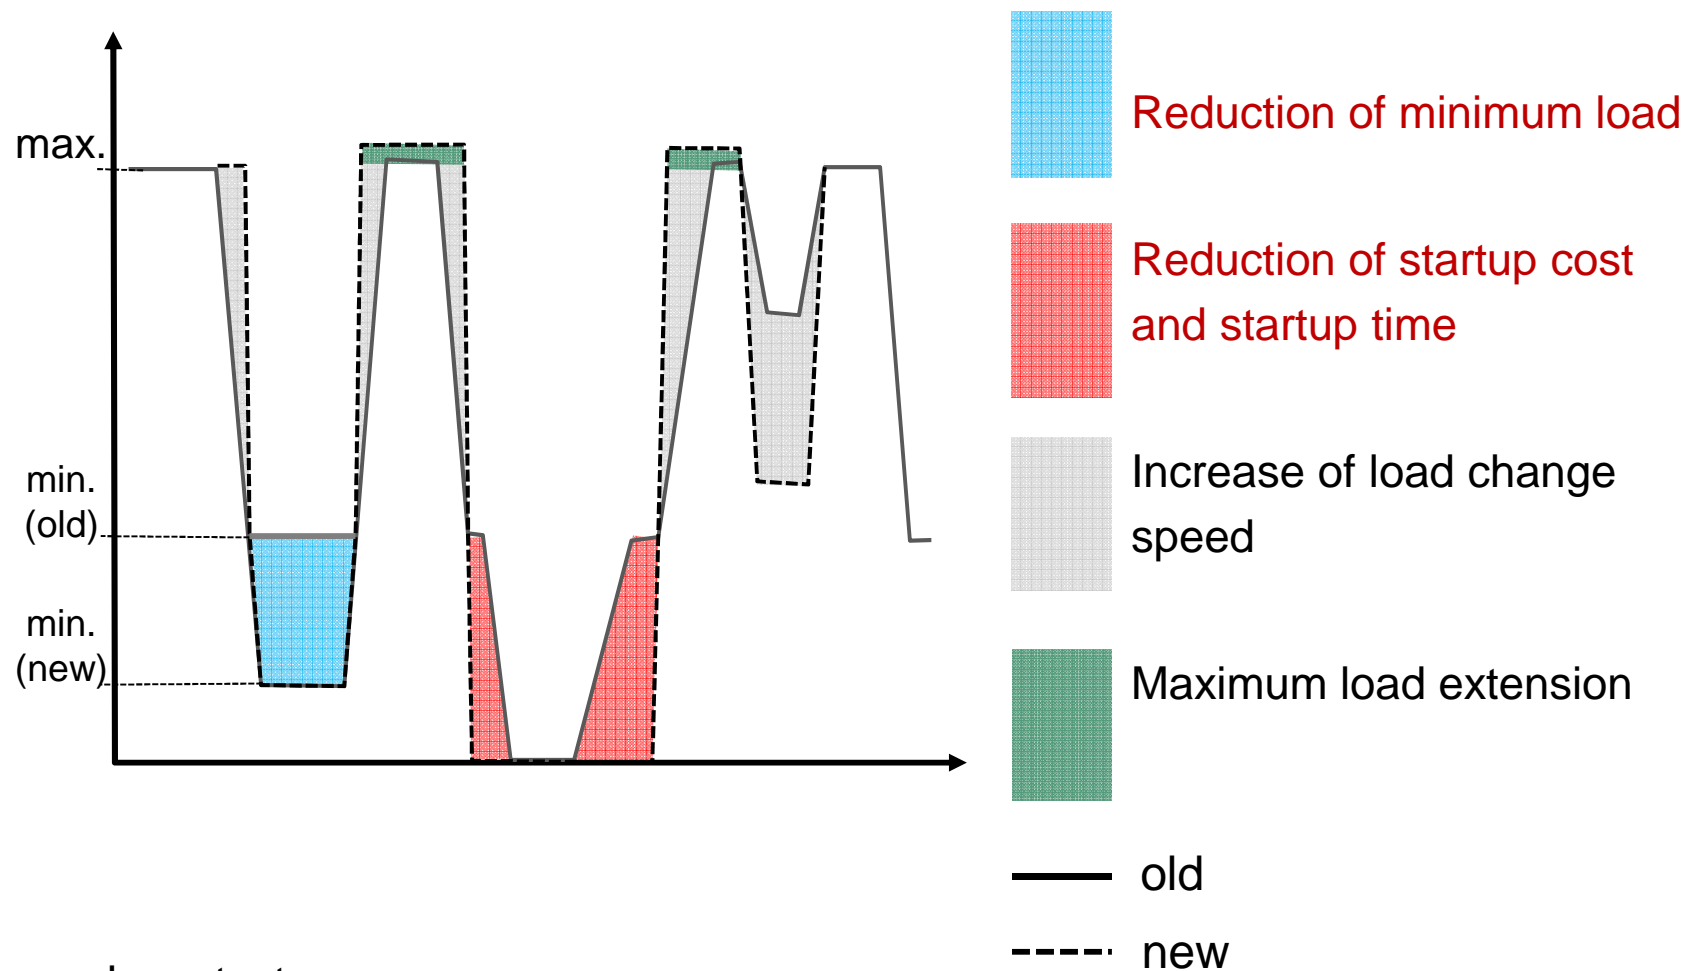 max.
min.
(old)
min.
(new)
Reduction of minimum load
Reduction of startup cost
and startup time
Increase of load change
speed
Maximum load extension
old
new